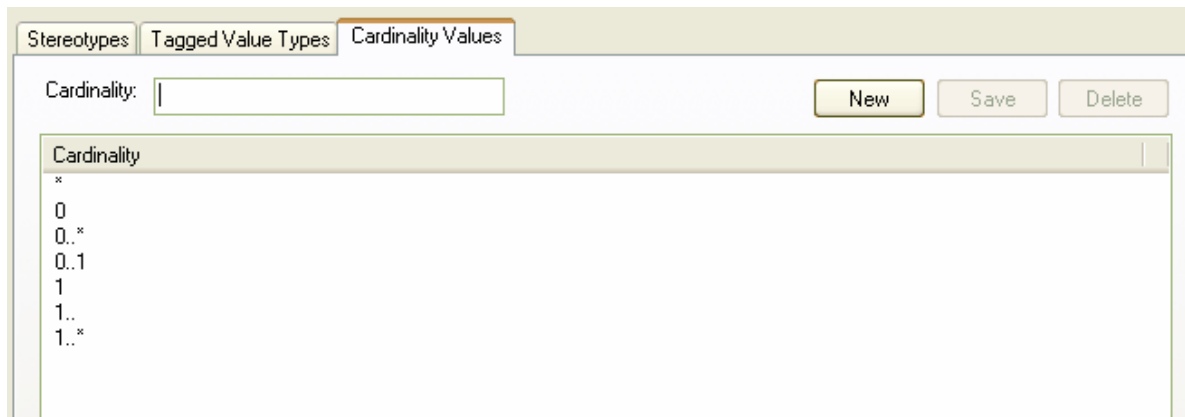 Stereotypes Tagged Value Types Cardinality Values
Cardinality: New Save Delete
Cardinality
*
0
0..*
0..1
1
1..
1..*